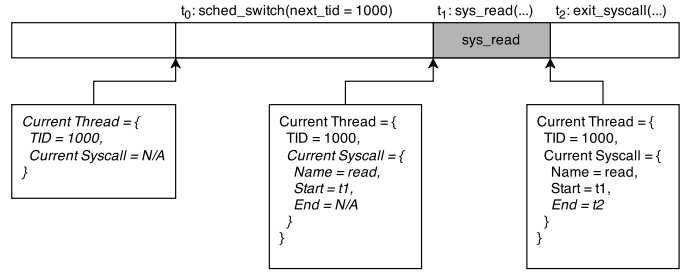 t0: sched_switch(next_tid = 1000)
t1: sys_read(...)
t2: exit_syscall(...)
sys_read
Current Thread = {
TID = 1000,
Current Syscall = N/A
}
Current Thread = {
TID = 1000,
Current Syscall = {
Name = read,
Start = t1,
End = N/A
}
}
Current Thread = {
TID = 1000,
Current Syscall = {
Name = read,
Start = t1,
End = t2
}
}